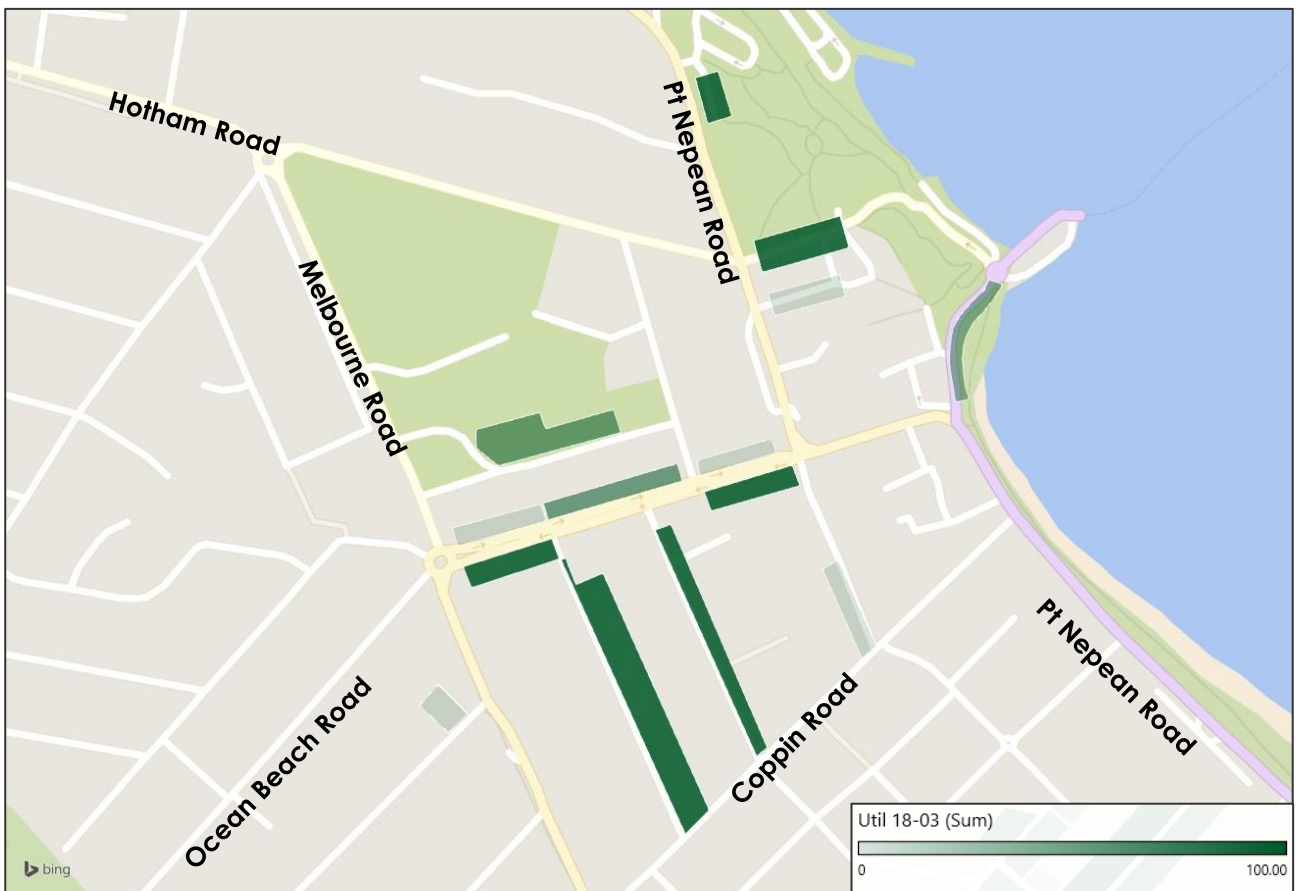 Hotham Road
Pt Nepean Road
Melbourne Road
Pt Nepean Road
Ocean Beach Road
Coppin Road
Util 18-03 (Sum)
0 100.00
bing